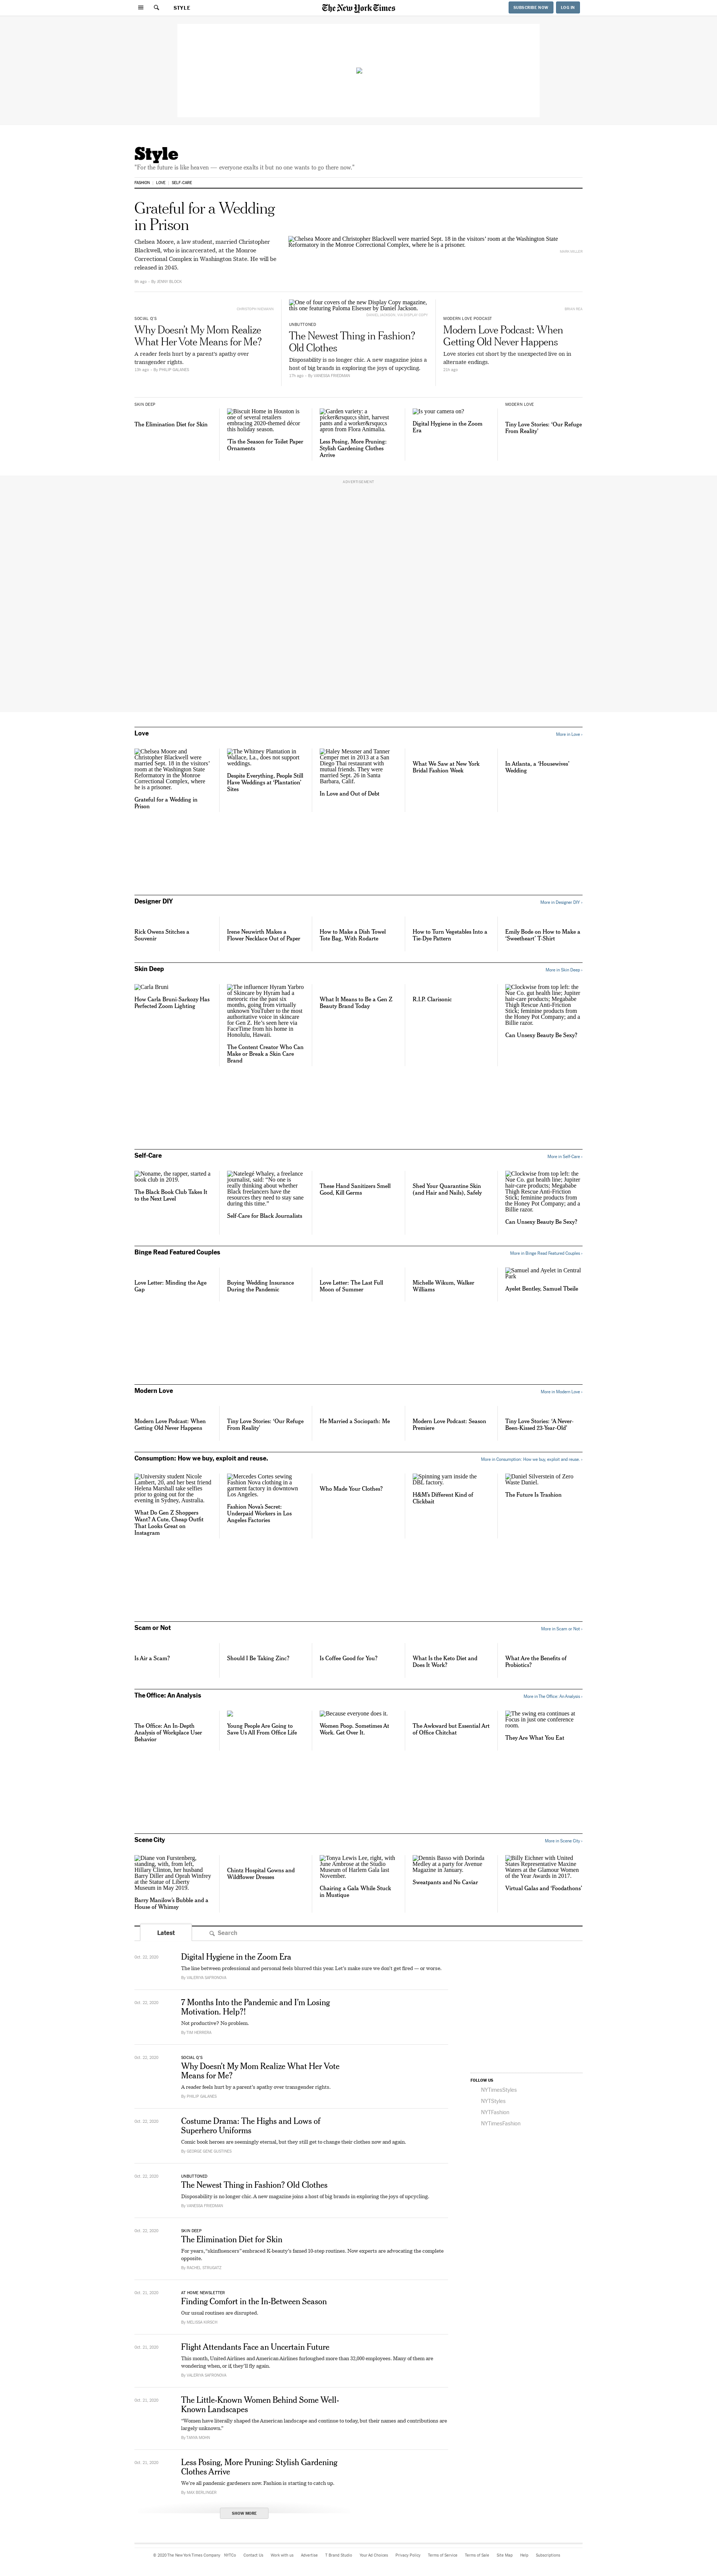 STYLE
The New York Times
SUBSCRIBE NOW
LOG IN
Style
"For the future is like heaven — everyone exalts it but no one wants to go there now."
FASHION LOVE SELF-CARE
Grateful for a Wedding
in Prison
Chelsea Moore, a law student, married Christopher
Blackwell, who is incarcerated, at the Monroe
Correctional Complex in Washington State. He will be
released in 2045.
Chelsea Moore and Christopher Blackwell were married Sept. 18 in the visitors' room at the Washington State
Reformatory in the Monroe Correctional Complex, where he is a prisoner.
CHRISTOPHER NIEMANN
SOCIAL Q'S
Why Doesn't My Mom Realize
What Her Vote Means for Me?
A reader feels hurt by a parent's apathy over
transgender rights.
By PHILIP GALANES
One of four covers of the new Display Copy magazine,
this one featuring Paloma Elsesser by Daniel Jackson.
UNBUTTONED
The Newest Thing in Fashion?
Old Clothes
Disposability is no longer chic. A new magazine joins a
host of big brands in exploring the joys of upcycling.
By VANESSA FRIEDMAN
BRIAN REA
MODERN LOVE PODCAST
Modern Love Podcast: When
Getting Old Never Happens
Love stories cut short by the unexpected live on in
alternate endings.
SKIN DEEP
The Elimination Diet for Skin
Biscuit Home in Houston is
one of several retailers
embracing 2020-themed décor
this holiday season.
'Tis the Season for Toilet Paper
Ornaments
Garden variety: a
picker&rsquo;s shirt, harvest
pants and a worker&rsquo;s
apron from Flora Animalia.
Less Posing, More Pruning:
Stylish Gardening Clothes
Arrive
Is your camera on?
Digital Hygiene in the Zoom
Era
MODERN LOVE
Tiny Love Stories: 'Our Refuge
From Reality'
ADVERTISEMENT
Love
More in Love ›
Chelsea Moore and
Christopher Blackwell were
married Sept. 18 in the visitors'
room at the Washington State
Reformatory in the Monroe
Correctional Complex, where
he is a prisoner.
Grateful for a Wedding in
Prison
The Whitney Plantation in
Wallace, La., does not support
weddings.
Despite Everything, People Still
Have Weddings at 'Plantation'
Sites
Haley Messner and Tanner
Cemper met in 2013 at a San
Diego Thai restaurant with
mutual friends. They were
married Sept. 26 in Santa
Barbara, Calif.
In Love and Out of Debt
What We Saw at New York
Bridal Fashion Week
In Atlanta, a 'Housewives'
Wedding
Designer DIY
More in Designer DIY ›
Rick Owens Stitches a
Souvenir
Irene Neuwirth Makes a
Flower Necklace Out of Paper
How to Make a Dish Towel
Tote Bag, With Rodarte
How to Turn Vegetables Into a
Tie-Dye Pattern
Emily Bode on How to Make a
'Sweetheart' T-Shirt
Skin Deep
More in Skin Deep ›
Carla Bruni
How Carla Bruni-Sarkozy Has
Perfected Zoom Lighting
The influencer Hyram Yarbro
of Skincare by Hyram had a
meteoric rise the past six
months, going from virtually
unknown YouTuber to the most
authoritative voice in skincare
for Gen Z. He's seen here via
FaceTime from his home in
Honolulu, Hawaii.
The Content Creator Who Can
Make or Break a Skin Care
Brand
What It Means to Be a Gen Z
Beauty Brand Today
R.I.P. Clarisonic
Clockwise from top left: the
Nue Co. gut health line; Jupiter
hair-care products; Megababe
Thigh Rescue Anti-Friction
Stick; feminine products from
the Honey Pot Company; and a
Billie razor.
Can Unsexy Beauty Be Sexy?
Self-Care
More in Self-Care ›
Noname, the rapper, started a
book club in 2019.
The Black Book Club Takes It
to the Next Level
Natelegé Whaley, a freelance
journalist, said: "No one is
really thinking about whether
Black freelancers have the
resources they need to stay sane
during this time."
Self-Care for Black Journalists
These Hand Sanitizers Smell
Good, Kill Germs
Shed Your Quarantine Skin
(and Hair and Nails), Safely
Clockwise from top left: the
Nue Co. gut health line; Jupiter
hair-care products; Megababe
Thigh Rescue Anti-Friction
Stick; feminine products from
the Honey Pot Company; and a
Billie razor.
Can Unsexy Beauty Be Sexy?
Binge Read Featured Couples
More in Binge Read Featured Couples ›
Love Letter: Minding the Age
Gap
Buying Wedding Insurance
During the Pandemic
Love Letter: The Last Full
Moon of Summer
Michelle Wikum, Walker
Williams
Samuel and Ayelet in Central
Park
Ayelet Bentley, Samuel Tbeile
Modern Love
More in Modern Love ›
Modern Love Podcast: When
Getting Old Never Happens
Tiny Love Stories: 'Our Refuge
From Reality'
He Married a Sociopath: Me
Modern Love Podcast: Season
Premiere
Tiny Love Stories: 'A Never-
Been-Kissed 23-Year-Old'
Consumption: How we buy, exploit and reuse.
More in Consumption: How we buy, exploit and reuse. ›
University student Nicole
Lambert, 20, and her best friend
Helena Marshall take selfies
prior to going out for the
evening in Sydney, Australia.
What Do Gen Z Shoppers
Want? A Cute, Cheap Outfit
That Looks Great on
Instagram
Mercedes Cortes sewing
Fashion Nova clothing in a
garment factory in downtown
Los Angeles.
Fashion Nova's Secret:
Underpaid Workers in Los
Angeles Factories
Who Made Your Clothes?
Spinning yarn inside the
DBL factory.
H&M's Different Kind of
Clickbait
Daniel Silverstein of Zero
Waste Daniel.
The Future Is Trashion
Scam or Not
More in Scam or Not ›
Is Air a Scam?
Should I Be Taking Zinc?
Is Coffee Good for You?
What Is the Keto Diet and
Does It Work?
What Are the Benefits of
Probiotics?
The Office: An Analysis
More in The Office: An Analysis ›
The Office: An In-Depth
Analysis of Workplace User
Behavior
Young People Are Going to
Save Us All From Office Life
Because everyone does it.
Women Poop. Sometimes At
Work. Get Over It.
The Awkward but Essential Art
of Office Chitchat
The swing era continues at
Focus in just one conference
room.
They Are What You Eat
Scene City
More in Scene City ›
Diane von Furstenberg,
standing, with, from left,
Hillary Clinton, her husband
Barry Diller and Oprah Winfrey
at the Statue of Liberty
Museum in May 2019.
Barry Manilow's Bubble and a
House of Whimsy
Chintz Hospital Gowns and
Wildflower Dresses
Tonya Lewis Lee, right, with
June Ambrose at the Studio
Museum of Harlem Gala last
November.
Chairing a Gala While Stuck
in Mustique
Dennis Basso with Dorinda
Medley at a party for Avenue
Magazine in January.
Sweatpants and No Caviar
Billy Eichner with United
States Representative Maxine
Waters at the Glamour Women
of the Year Awards in 2017.
Virtual Galas and 'Foodathons'
Latest
Search
Oct. 22, 2020
Digital Hygiene in the Zoom Era
The line between professional and personal feels blurred this year. Let's make sure we don't get fired — or worse.
By VALERIYA SAFRONOVA
Oct. 22, 2020
7 Months Into the Pandemic and I'm Losing
Motivation. Help?!
Not productive? No problem.
By TIM HERRERA
Oct. 22, 2020
SOCIAL Q'S
Why Doesn't My Mom Realize What Her Vote
Means for Me?
A reader feels hurt by a parent's apathy over transgender rights.
By PHILIP GALANES
Oct. 22, 2020
Costume Drama: The Highs and Lows of
Superhero Uniforms
Comic book heroes are seemingly eternal, but they still get to change their clothes now and again.
By GEORGE GENE GUSTINES
Oct. 22, 2020
UNBUTTONED
The Newest Thing in Fashion? Old Clothes
Disposability is no longer chic. A new magazine joins a host of big brands in exploring the joys of upcycling.
By VANESSA FRIEDMAN
Oct. 22, 2020
SKIN DEEP
The Elimination Diet for Skin
For years, "skinfluencers" embraced K-beauty's famed 10-step routines. Now experts are advocating the complete
opposite.
By RACHEL STRUGATZ
Oct. 21, 2020
AT HOME NEWSLETTER
Finding Comfort in the In-Between Season
Our usual routines are disrupted.
By MELISSA KIRSCH
Oct. 21, 2020
Flight Attendants Face an Uncertain Future
This month, United Airlines and American Airlines furloughed more than 32,000 employees. Many of them are
wondering when, or if, they'll fly again.
By VALERIYA SAFRONOVA
Oct. 21, 2020
The Little-Known Women Behind Some Well-
Known Landscapes
"Women have literally shaped the American landscape and continue to today, but their names and contributions are
largely unknown."
By TANYA MOHN
Oct. 21, 2020
Less Posing, More Pruning: Stylish Gardening
Clothes Arrive
We're all pandemic gardeners now. Fashion is starting to catch up.
By MAX BERLINGER
SHOW MORE
FOLLOW US
NYTimesStyles
NYTStyles
NYTFashion
NYTimesFashion
© 2020 The New York Times Company NYTCo Contact Us Work with us Advertise T Brand Studio Your Ad Choices Privacy Policy Terms of Service Terms of Sale Site Map Help Subscriptions